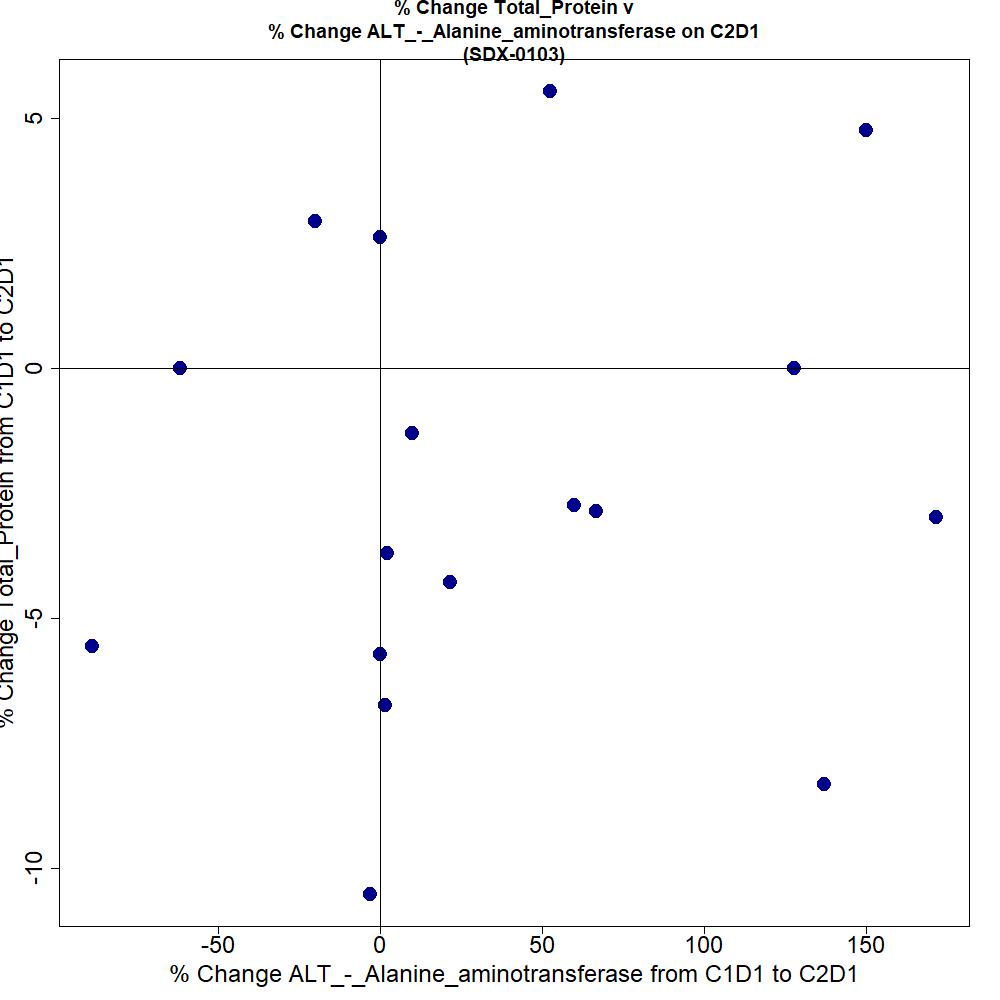 % Change Total_Protein v
% Change ALT_-_Alanine_aminotransferase on C2D1
(SDX-0103)
% Change Total_Protein from C1D1 to C2D1
5
0
-5
-10
-50
0
50
100
150
% Change ALT_-_Alanine_aminotransferase from C1D1 to C2D1